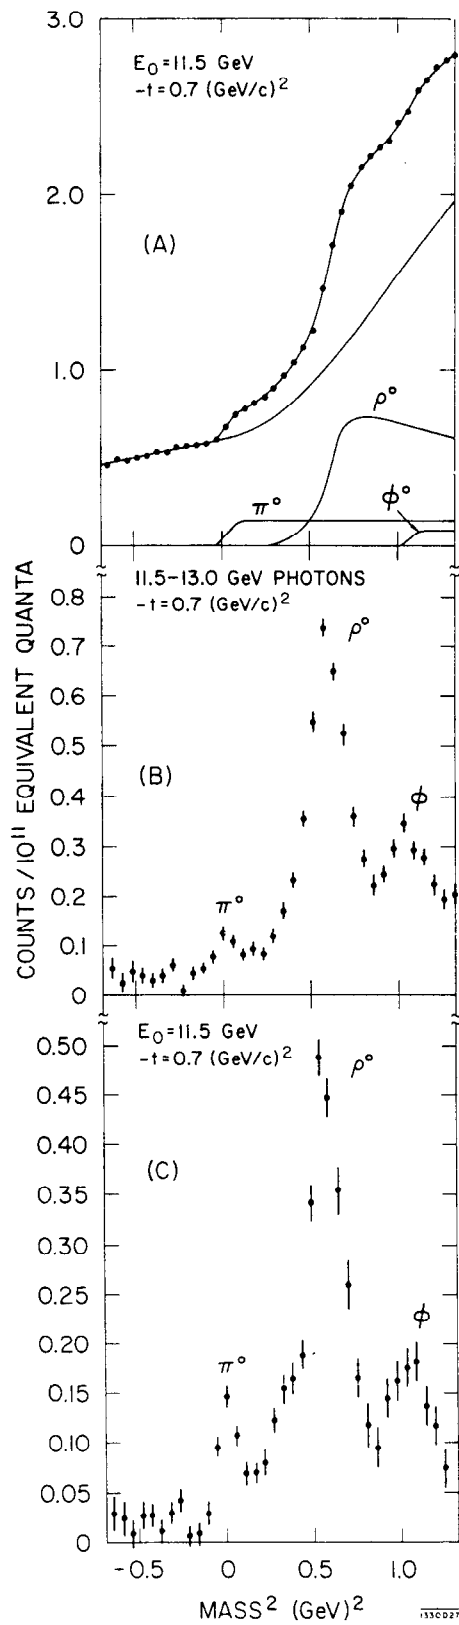 3.0
E₀ = 11.5 GeV
-t = 0.7 (GeV/c)²
2.0
(A)
1.0
ρ°
φ°
π°
0
COUNTS/10¹¹ EQUIVALENT QUANTA
11.5–13.0 GeV PHOTONS
-t = 0.7 (GeV/c)²
0.8
ρ°
0.7
0.6
0.5
(B)
0.4
φ
0.3
0.2
π°
0.1
0
E₀ = 11.5 GeV
-t = 0.7 (GeV/c)²
0.50
ρ°
0.45
0.40
(C)
0.35
0.30
0.25
φ
0.20
π°
0.15
0.10
0.05
0
-0.5 0 0.5 1.0
MASS² (GeV)²
1330D27